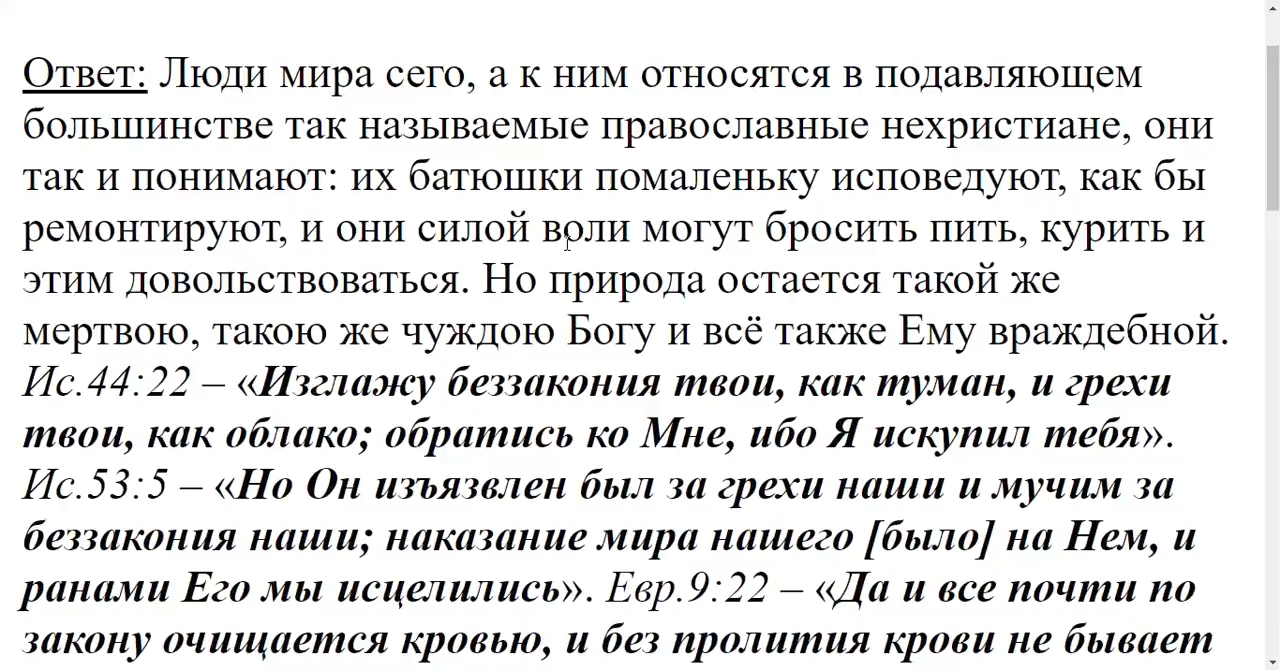 Ответ: Люди мира сего, а к ним относятся в подавляющем
большинстве так называемые православные нехристиане, они
так и понимают: их батюшки помаленьку исповедуют, как бы
ремонтируют, и они силой воли могут бросить пить, курить и
этим довольствоваться. Но природа остается такой же
мертвою, такою же чуждою Богу и всё также Ему враждебной.
Ис.44:22 – «Изглажу беззакония твои, как туман, и грехи
твои, как облако; обратись ко Мне, ибо Я искупил тебя».
Ис.53:5 – «Но Он изъязвлен был за грехи наши и мучим за
беззакония наши; наказание мира нашего [было] на Нем, и
ранами Его мы исцелились». Евр.9:22 – «Да и все почти по
закону очищается кровью, и без пролития крови не бывает